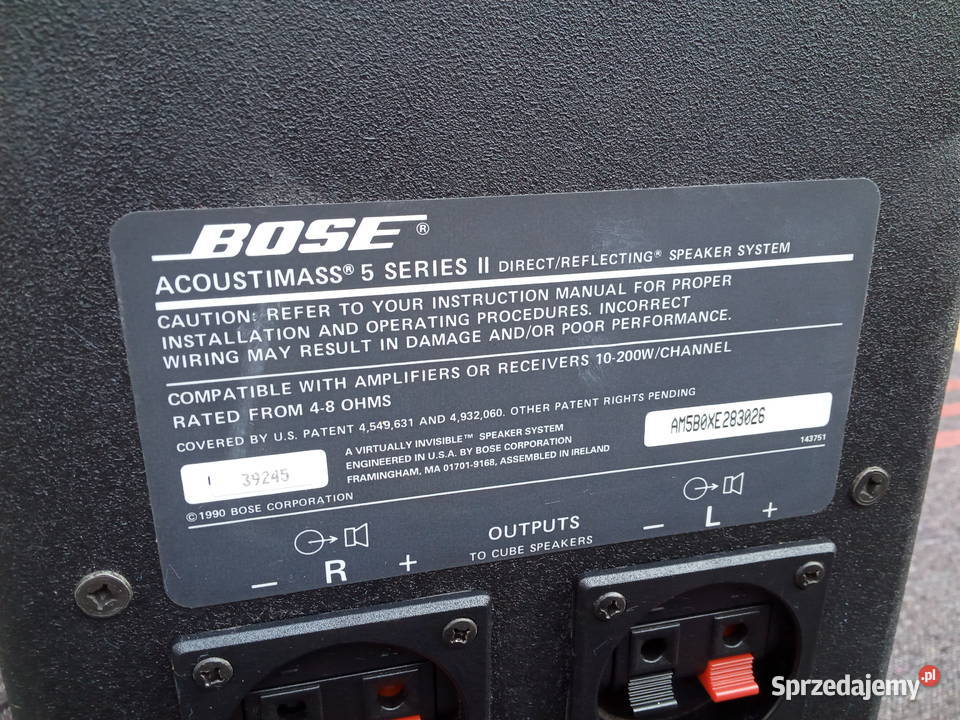 BOSE®
ACOUSTIMASS® 5 SERIES II DIRECT/REFLECTING® SPEAKER SYSTEM
CAUTION: REFER TO YOUR INSTRUCTION MANUAL FOR PROPER
INSTALLATION AND OPERATING PROCEDURES. INCORRECT
WIRING MAY RESULT IN DAMAGE AND/OR POOR PERFORMANCE.
COMPATIBLE WITH AMPLIFIERS OR RECEIVERS 10-200W/CHANNEL
RATED FROM 4-8 OHMS
COVERED BY U.S. PATENT 4,549,631 AND 4,932,060. OTHER PATENT RIGHTS PENDING
I 39245
A VIRTUALLY INVISIBLE™ SPEAKER SYSTEM
ENGINEERED IN U.S.A. BY BOSE CORPORATION
FRAMINGHAM, MA 01701-9168, ASSEMBLED IN IRELAND
AM5B0XE283026
143751
©1990 BOSE CORPORATION
OUTPUTS
TO CUBE SPEAKERS
– R +
– L +
Sprzedajemy.pl